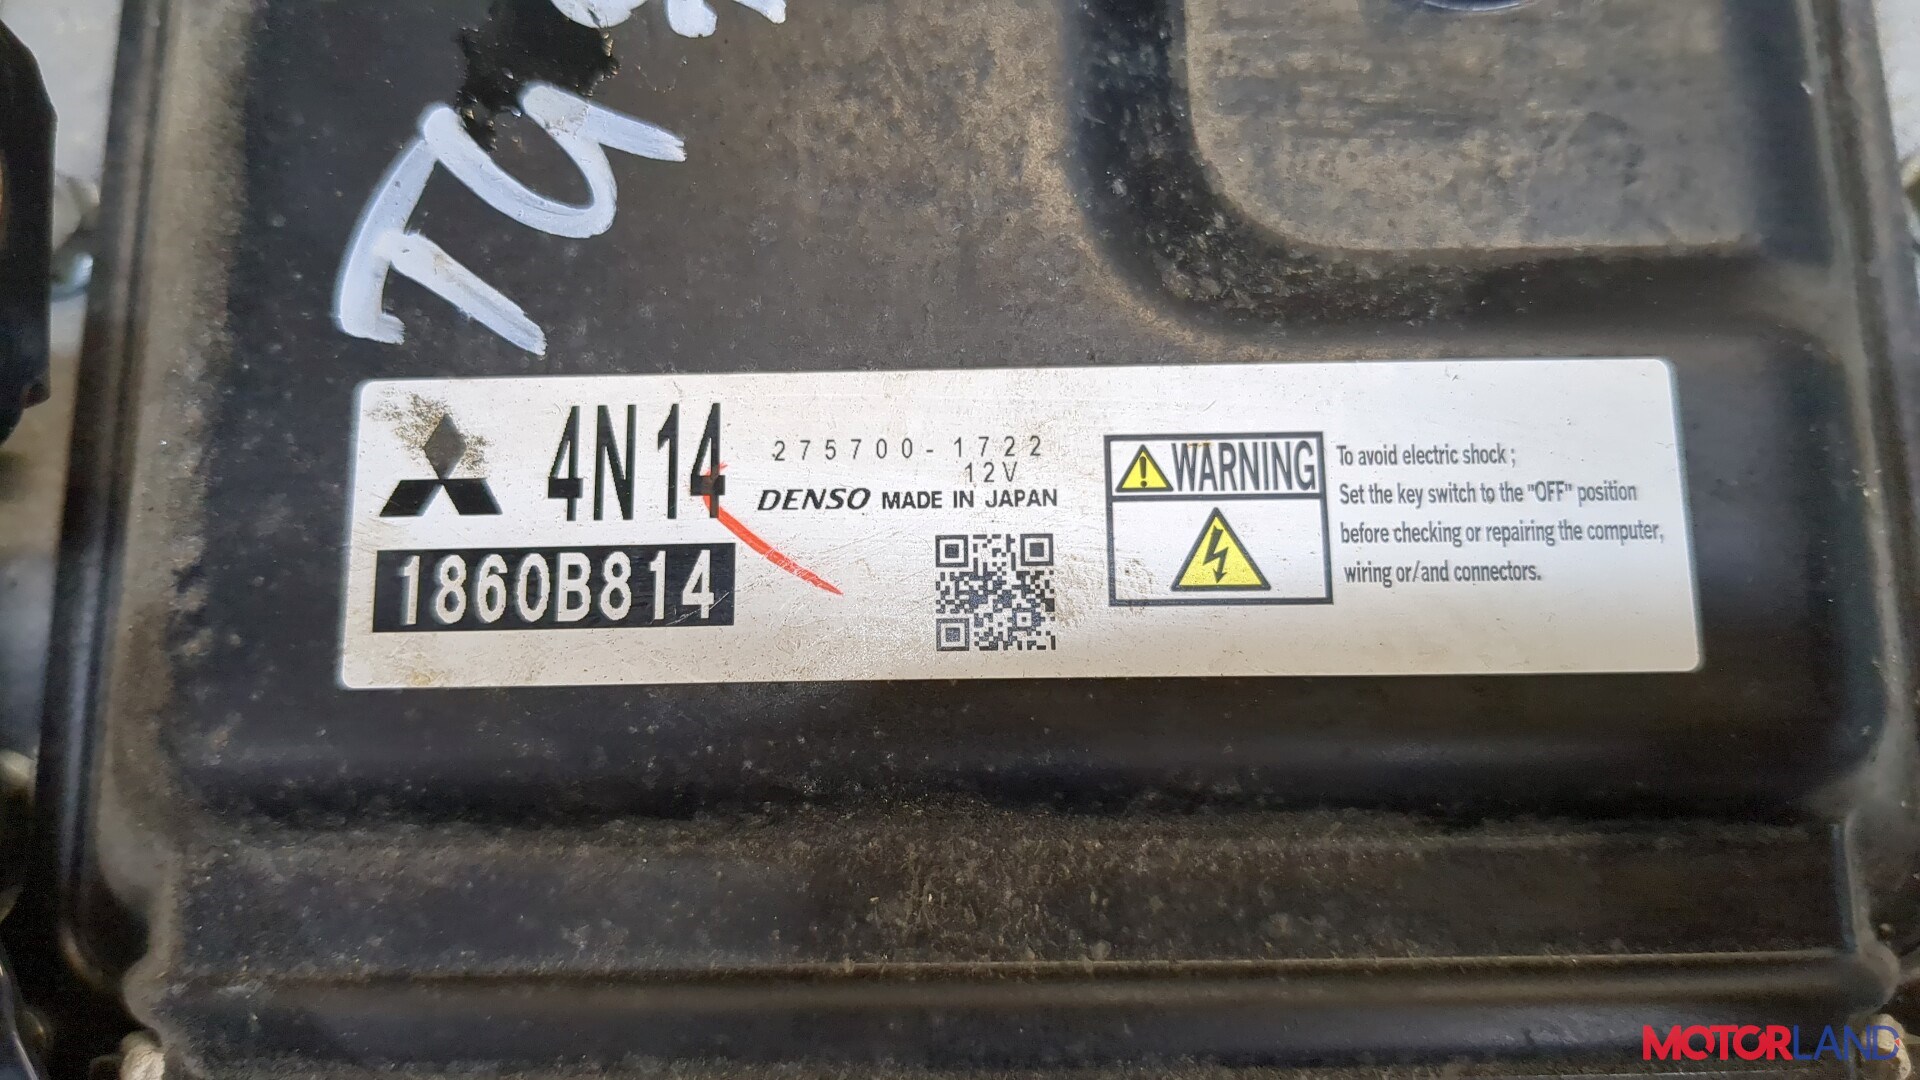 4N14
275700-1722
12V
DENSO MADE IN JAPAN
1860B814
WARNING
To avoid electric shock ;
Set the key switch to the "OFF" position
before checking or repairing the computer,
wiring or/and connectors.
MOTORLAND